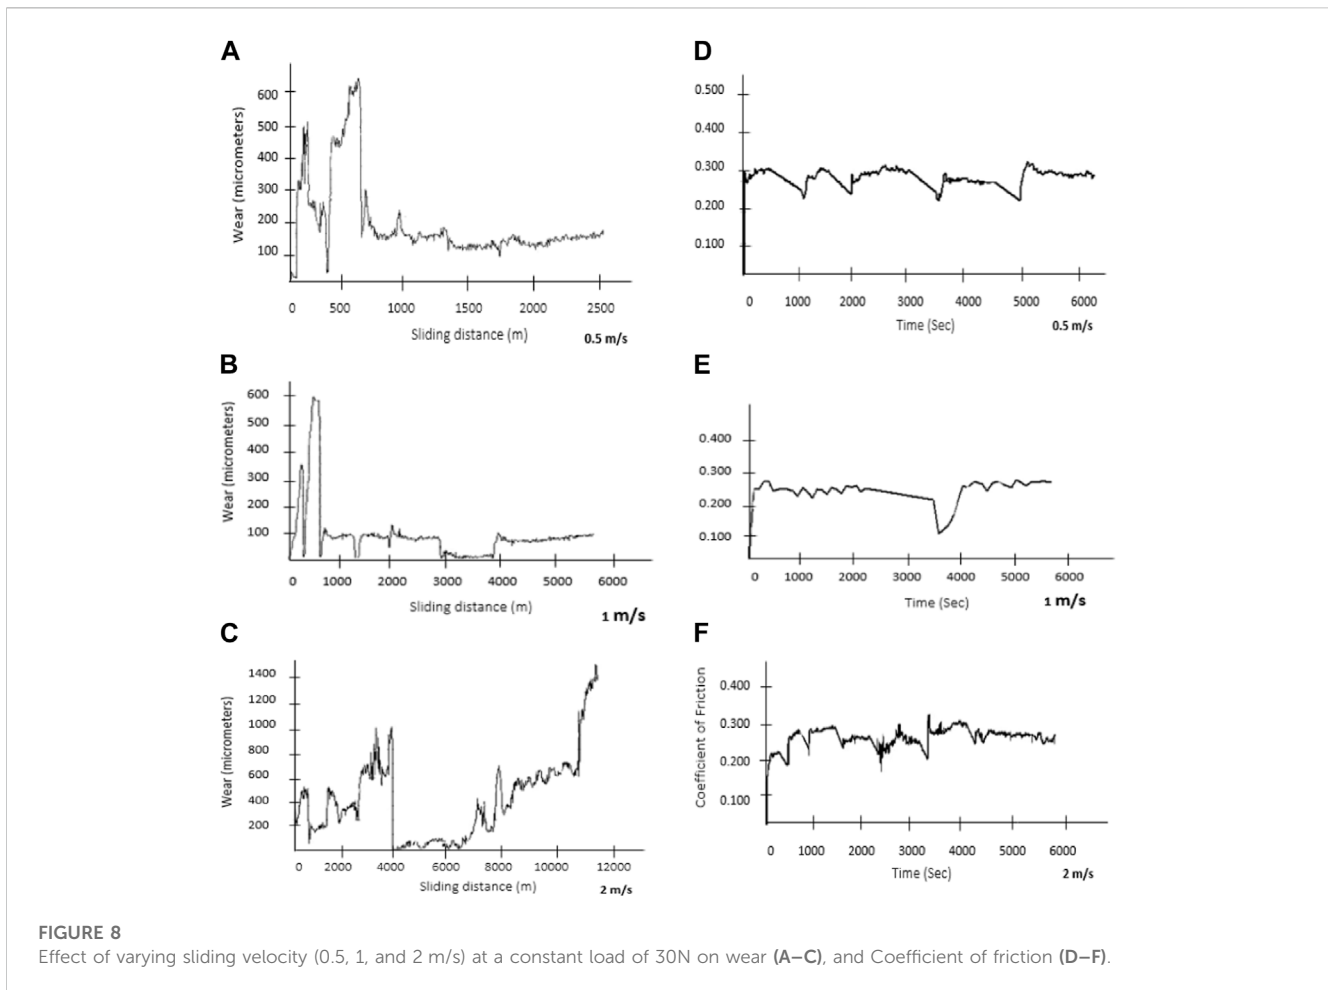 A
Wear (micrometers)
600
500
400
300
200
100
0 500 1000 1500 2000 2500
Sliding distance (m)
0.5 m/s
D
0.500
0.400
0.300
0.200
0.100
0 1000 2000 3000 4000 5000 6000
Time (Sec)
0.5 m/s
B
Wear (micrometers)
600
500
400
300
200
100
0 1000 2000 3000 4000 5000 6000
Sliding distance (m)
1 m/s
E
0.400
0.300
0.200
0.100
0 1000 2000 3000 4000 5000 6000
Time (Sec)
1 m/s
C
Wear (micrometers)
1400
1200
1000
800
600
400
200
0 2000 4000 6000 8000 10000 12000
Sliding distance (m)
2 m/s
F
Coefficient of Friction
0.400
0.300
0.200
0.100
0 1000 2000 3000 4000 5000 6000
Time (Sec)
2 m/s
FIGURE 8
Effect of varying sliding velocity (0.5, 1, and 2 m/s) at a constant load of 30N on wear (A–C), and Coefficient of friction (D–F).